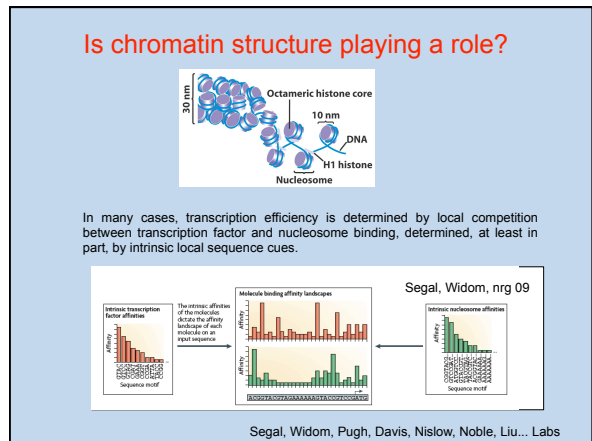 Is chromatin structure playing a role?
30 nm
Octameric histone core
10 nm
DNA
H1 histone
Nucleosome
In many cases, transcription efficiency is determined by local competition
between transcription factor and nucleosome binding, determined, at least in
part, by intrinsic local sequence cues.
Segal, Widom, nrg 09
Intrinsic transcription
factor affinities
Affinity
Sequence motif
The intrinsic affinities
of the molecules
dictate the affinity
landscape of each
molecule on an
input sequence
Molecule binding affinity landscapes
Affinity
Affinity
ACGGTACGTAGAAAAAAGTACCGTCCGATG
Intrinsic nucleosome affinities
Affinity
Sequence motif
Segal, Widom, Pugh, Davis, Nislow, Noble, Liu... Labs